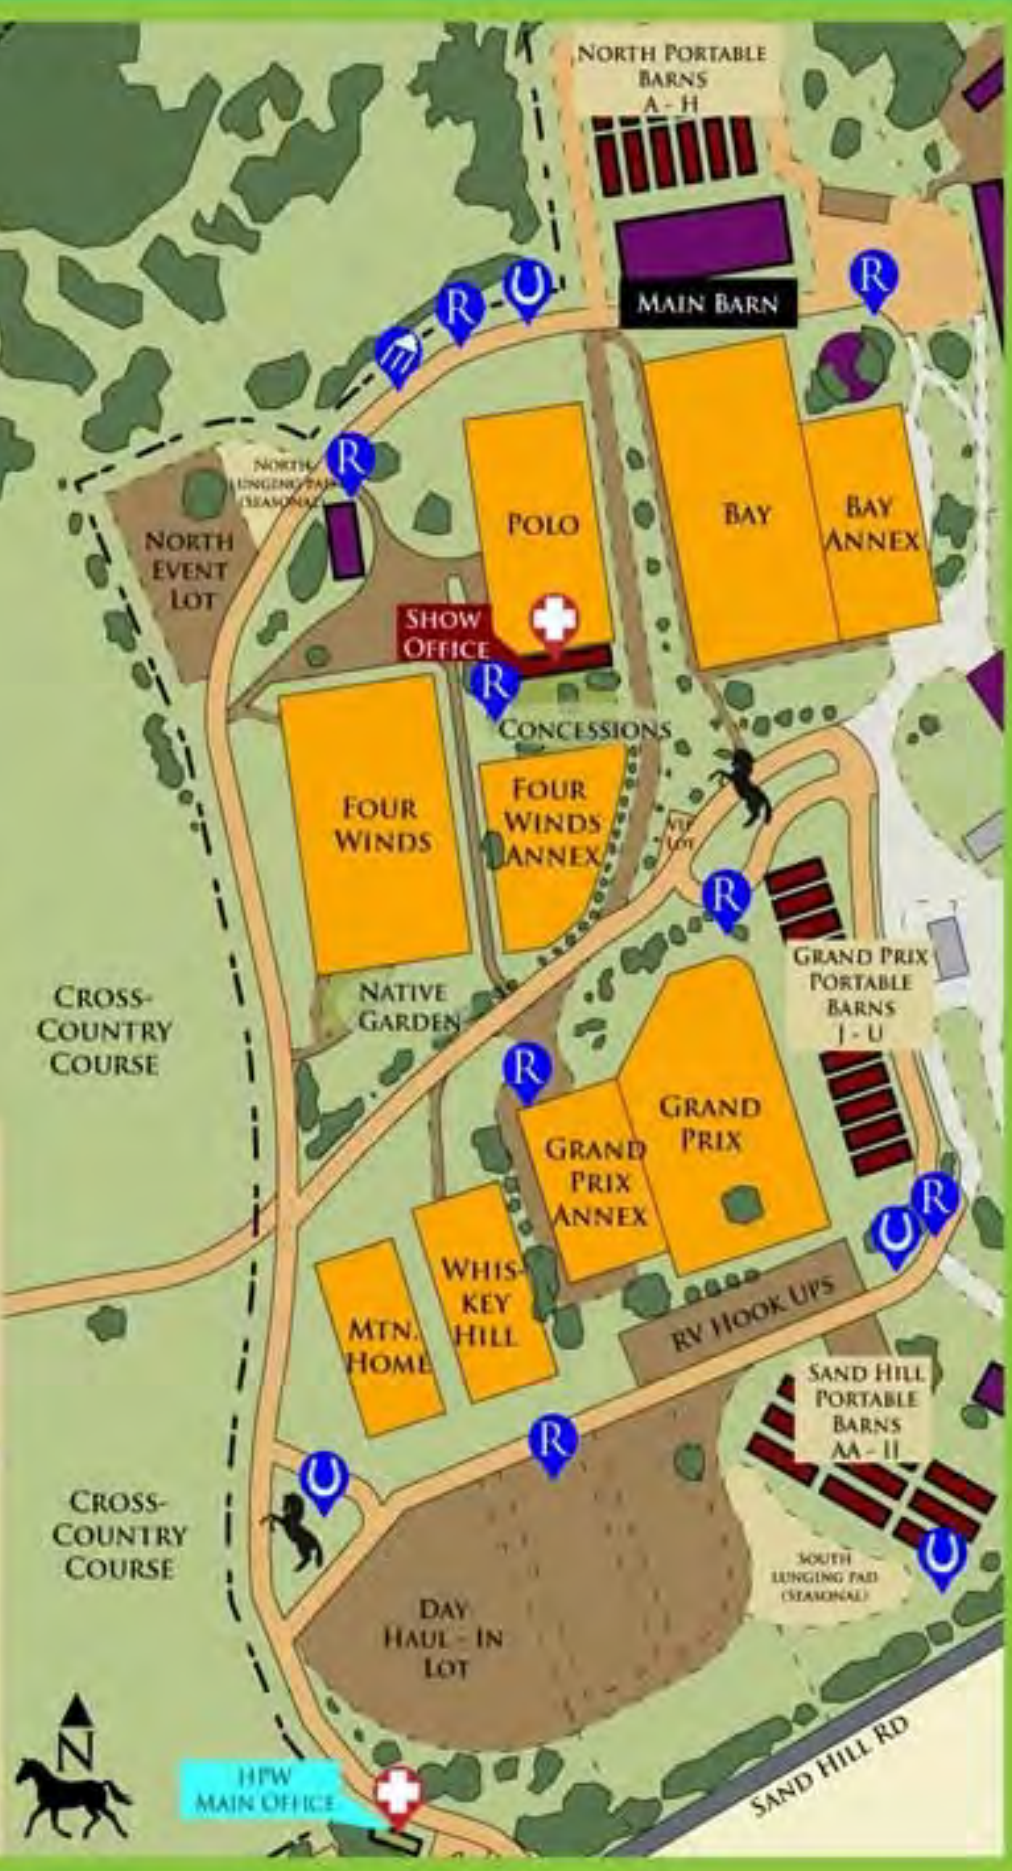 NORTH PORTABLE
BARNS
A - H
R
MAIN BARN
R
R
NORTH
LUNGING PAD
(SEASONAL)
NORTH
EVENT
LOT
POLO
BAY
BAY
ANNEX
SHOW
OFFICE
R
CONCESSIONS
FOUR
WINDS
FOUR
WINDS
ANNEX
VIP
LOT
R
GRAND PRIX
PORTABLE
BARNS
J - U
CROSS-
COUNTRY
COURSE
NATIVE
GARDEN
R
GRAND
PRIX
GRAND
PRIX
ANNEX
R
WHIS-
KEY
HILL
MTN.
HOME
RV HOOK UPS
SAND HILL
PORTABLE
BARNS
AA - II
R
CROSS-
COUNTRY
COURSE
SOUTH
LUNGING PAD
(SEASONAL)
DAY
HAUL - IN
LOT
N
HPW
MAIN OFFICE
SAND HILL RD